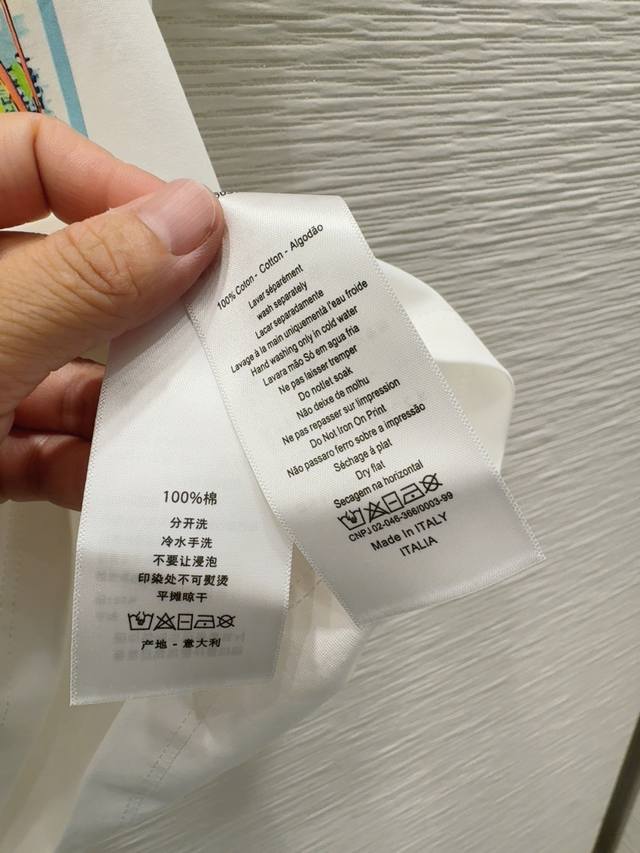 100% Coton - Cotton - Algodão
Laver séparément
wash separately
Lacar separadamente
Lavage à la main uniquementà l'eau froide
Hand washing only in cold water
Lavara mão Só em agua fria
Ne pas laisser tremper
Do notlet soak
Não deixe de molhu
Ne pas repasser sur limpression
Do Not Iron On Print
Não passaro ferro sobre a impressão
Séchage à plat
Dry flat
Secagem na horizontal
CNPJ 02-046-366/0003-99
Made In ITALY
ITALIA
100%棉
分开洗
冷水手洗
不要让浸泡
印染处不可熨烫
平摊晾干
产地 - 意大利